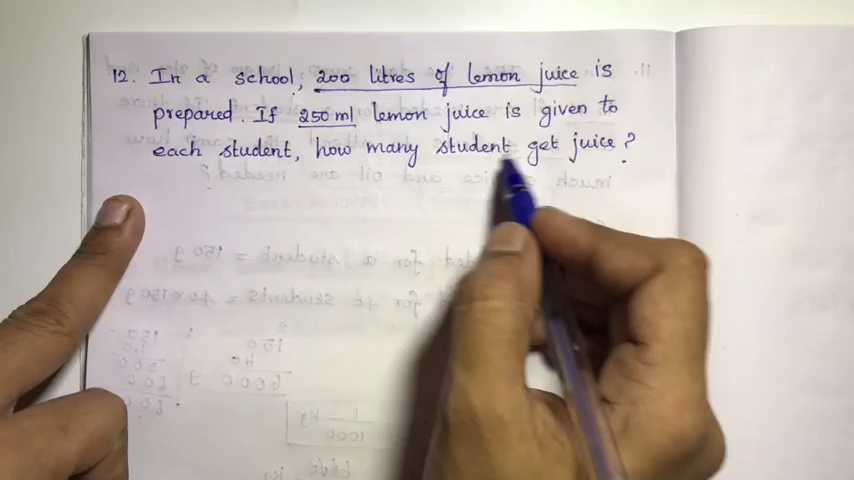 12. In a school, 200 litres of lemon juice is
prepared. If 250 ml lemon juice is given to
each student, how many student get juice?